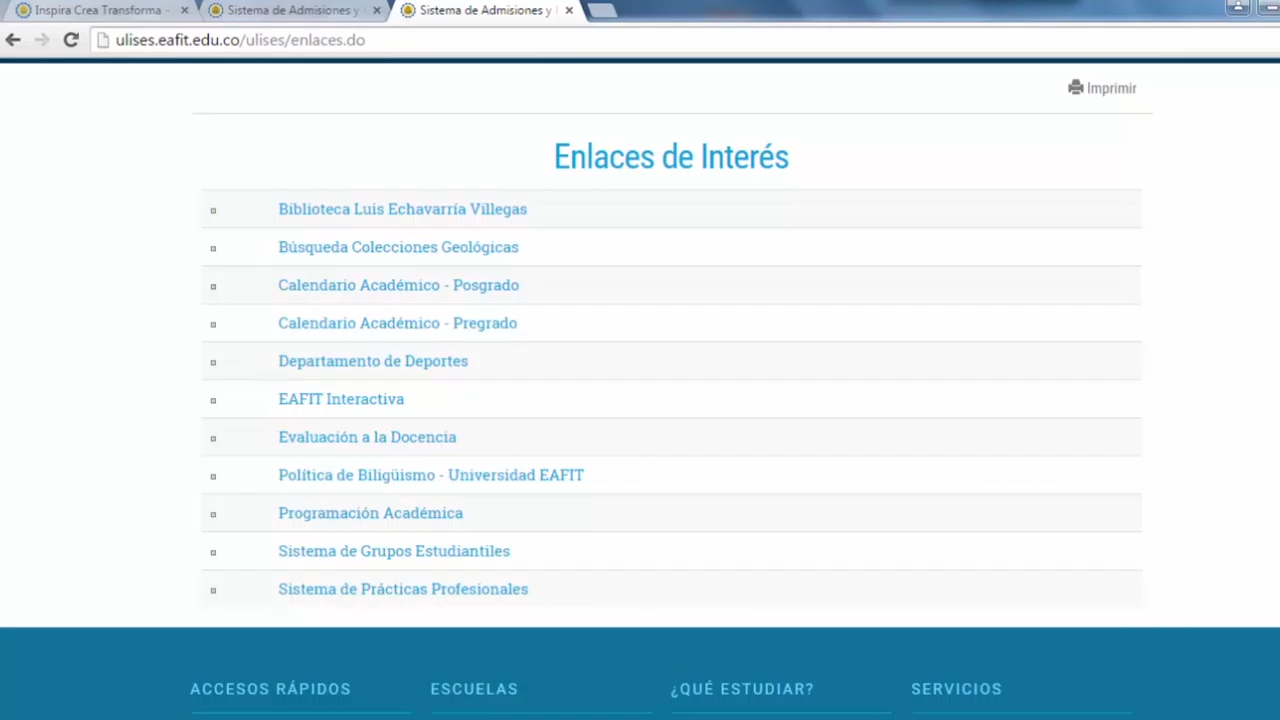 Inspira Crea Transforma -
Sistema de Admisiones y
Sistema de Admisiones y
ulises.eafit.edu.co/ulises/enlaces.do
Imprimir
Enlaces de Interés
Biblioteca Luis Echavarría Villegas
Búsqueda Colecciones Geológicas
Calendario Académico - Posgrado
Calendario Académico - Pregrado
Departamento de Deportes
EAFIT Interactiva
Evaluación a la Docencia
Política de Biligüismo - Universidad EAFIT
Programación Académica
Sistema de Grupos Estudiantiles
Sistema de Prácticas Profesionales
ACCESOS RÁPIDOS
ESCUELAS
¿QUÉ ESTUDIAR?
SERVICIOS